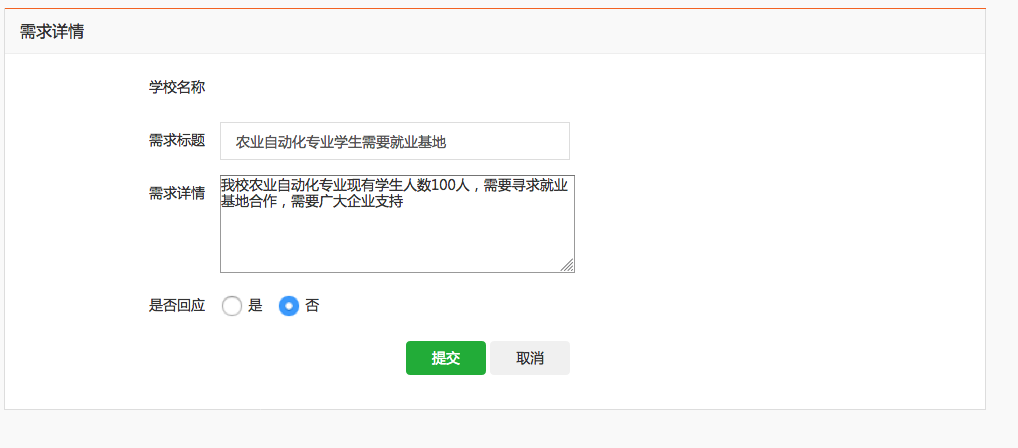 需求详情
学校名称
需求标题 农业自动化专业学生需要就业基地
需求详情 我校农业自动化专业现有学生人数100人，需要寻求就业
基地合作，需要广大企业支持
是否回应 是 否
提交 取消